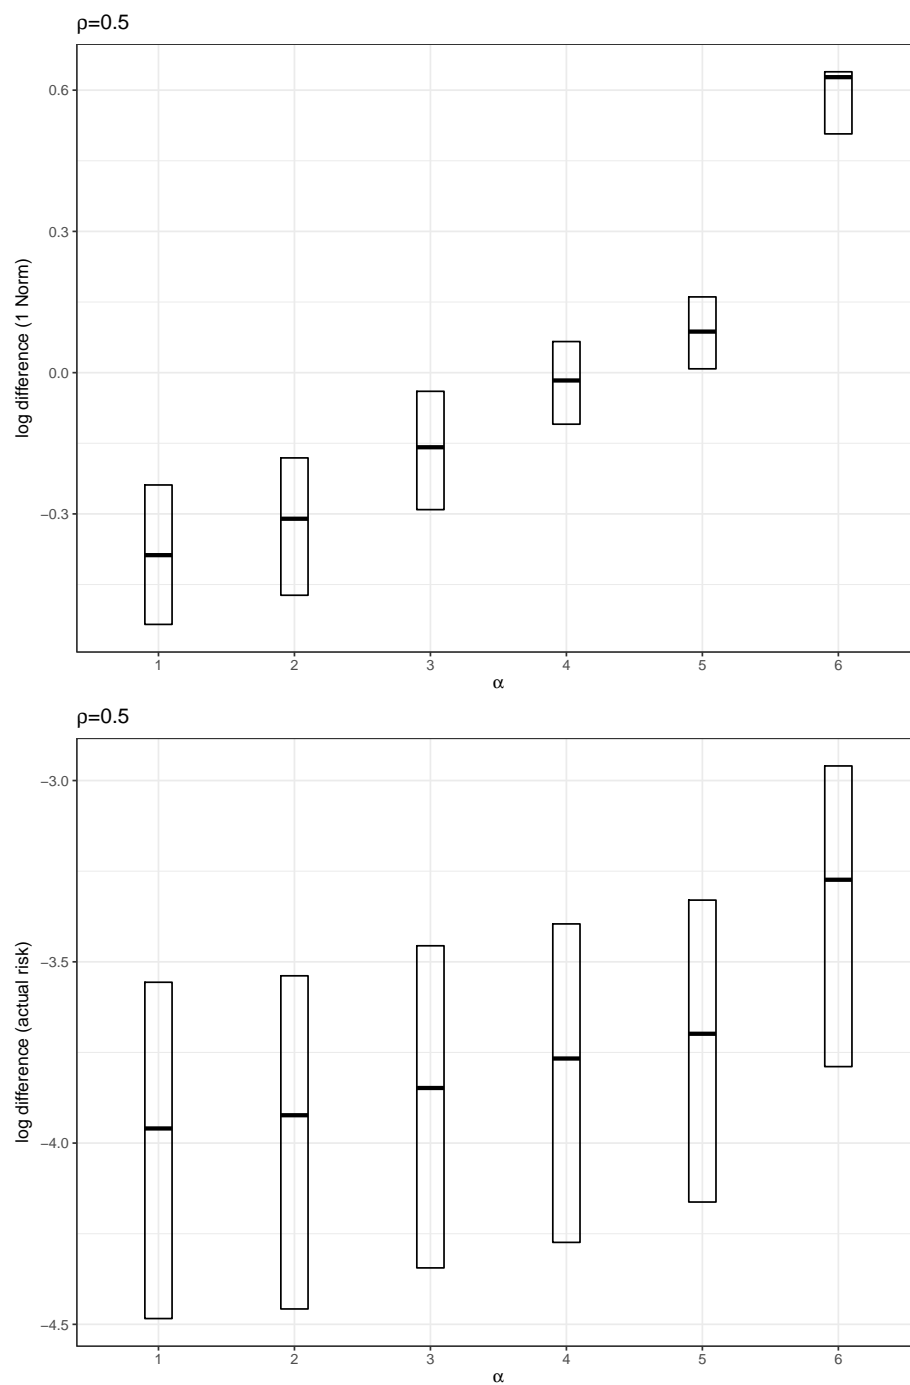 ρ=0.5
log difference (1 Norm)
0.6
0.3
0.0
−0.3
1 2 3 4 5 6
α
ρ=0.5
log difference (actual risk)
−3.0
−3.5
−4.0
−4.5
1 2 3 4 5 6
α